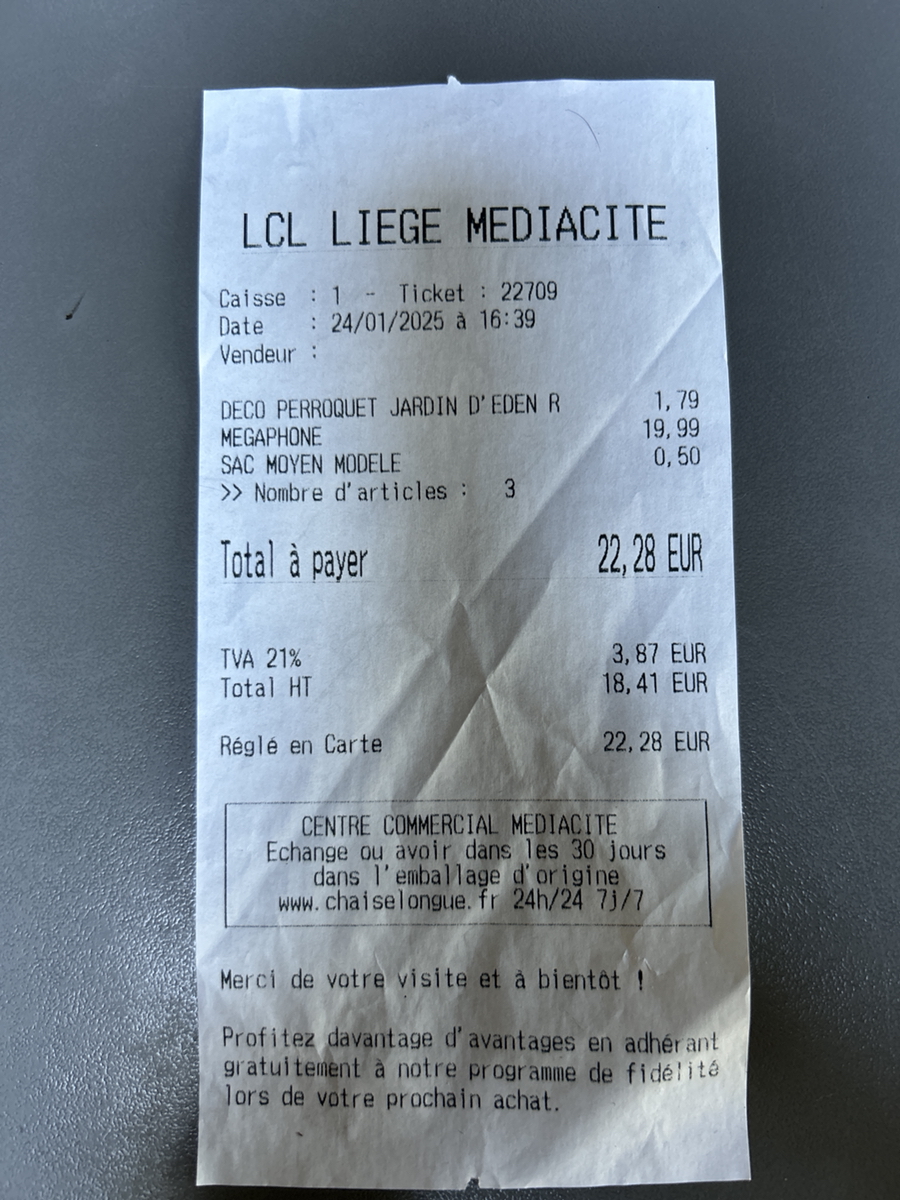 LCL LIEGE MEDIACITE
Caisse : 1 - Ticket : 22709
Date : 24/01/2025 à 16:39
Vendeur :
DECO PERROQUET JARDIN D'EDEN R 1,79
MEGAPHONE 19,99
SAC MOYEN MODELE 0,50
>> Nombre d'articles : 3
Total à payer 22,28 EUR
TVA 21% 3,87 EUR
Total HT 18,41 EUR
Réglé en Carte 22,28 EUR
CENTRE COMMERCIAL MEDIACITE
Echange ou avoir dans les 30 jours
dans l'emballage d'origine
www.chaiselongue.fr 24h/24 7j/7
Merci de votre visite et à bientôt !
Profitez davantage d'avantages en adhérant
gratuitement à notre programme de fidélité
lors de votre prochain achat.